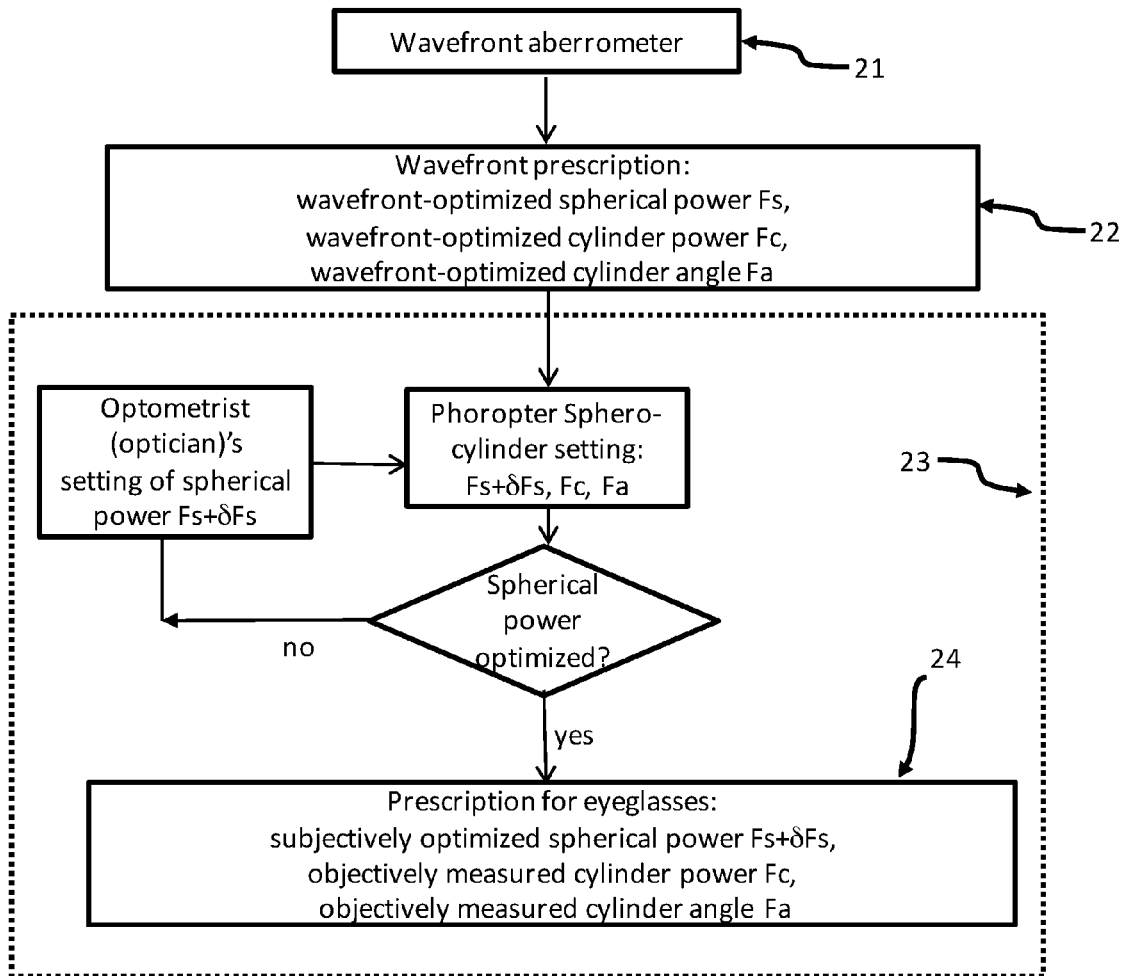 Wavefront aberrometer
21
Wavefront prescription:
wavefront-optimized spherical power Fs,
wavefront-optimized cylinder power Fc,
wavefront-optimized cylinder angle Fa
22
Optometrist
(optician)'s
setting of spherical
power Fs+δFs
Phoropter Sphero-
cylinder setting:
Fs+δFs, Fc, Fa
23
Spherical
power
optimized?
no
yes
24
Prescription for eyeglasses:
subjectively optimized spherical power Fs+δFs,
objectively measured cylinder power Fc,
objectively measured cylinder angle Fa